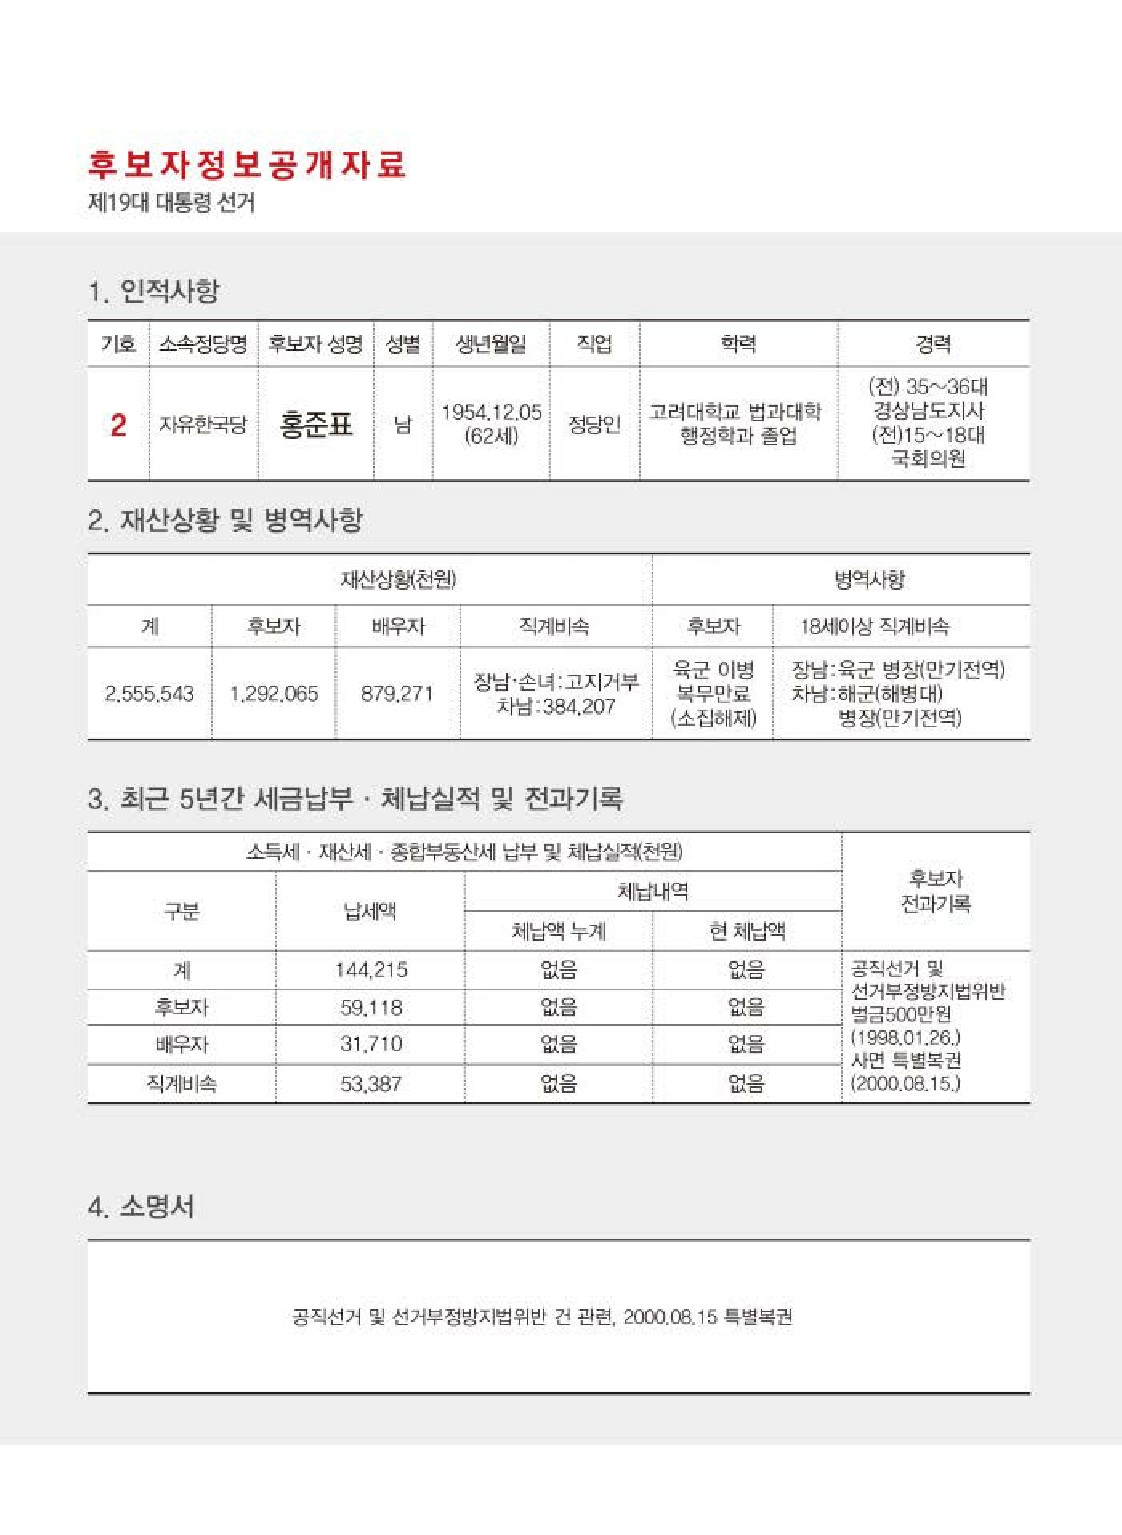 후보자정보공개자료
제19대 대통령 선거
1. 인적사항
기호 소속정당명 후보자 성명 성별 생년월일 직업 학력 경력
2 자유한국당 홍준표 남 1954.12.05 (62세) 정당인 고려대학교 법과대학 행정학과 졸업 (전) 35~36대 경상남도지사 (전)15~18대 국회의원
2. 재산상황 및 병역사항
재산상황(천원) 병역사항
계 후보자 배우자 직계비속 후보자 18세이상 직계비속
2,555,543 1,292,065 879,271 장남·손녀:고지거부 차남:384,207 육군 이병 복무만료 (소집해제) 장남:육군 병장(만기전역) 차남:해군(해병대) 병장(만기전역)
3. 최근 5년간 세금납부 · 체납실적 및 전과기록
소득세 · 재산세 · 종합부동산세 납부 및 체납실적(천원) 후보자 전과기록
구분 납세액 체납내역
체납액 누계 현 체납액
계 144,215 없음 없음
후보자 59,118 없음 없음
배우자 31,710 없음 없음
직계비속 53,387 없음 없음
공직선거 및
선거부정방지법위반
벌금500만원
(1998.01.26.)
사면 특별복권
(2000.08.15.)
4. 소명서
공직선거 및 선거부정방지법위반 건 관련, 2000.08.15 특별복권